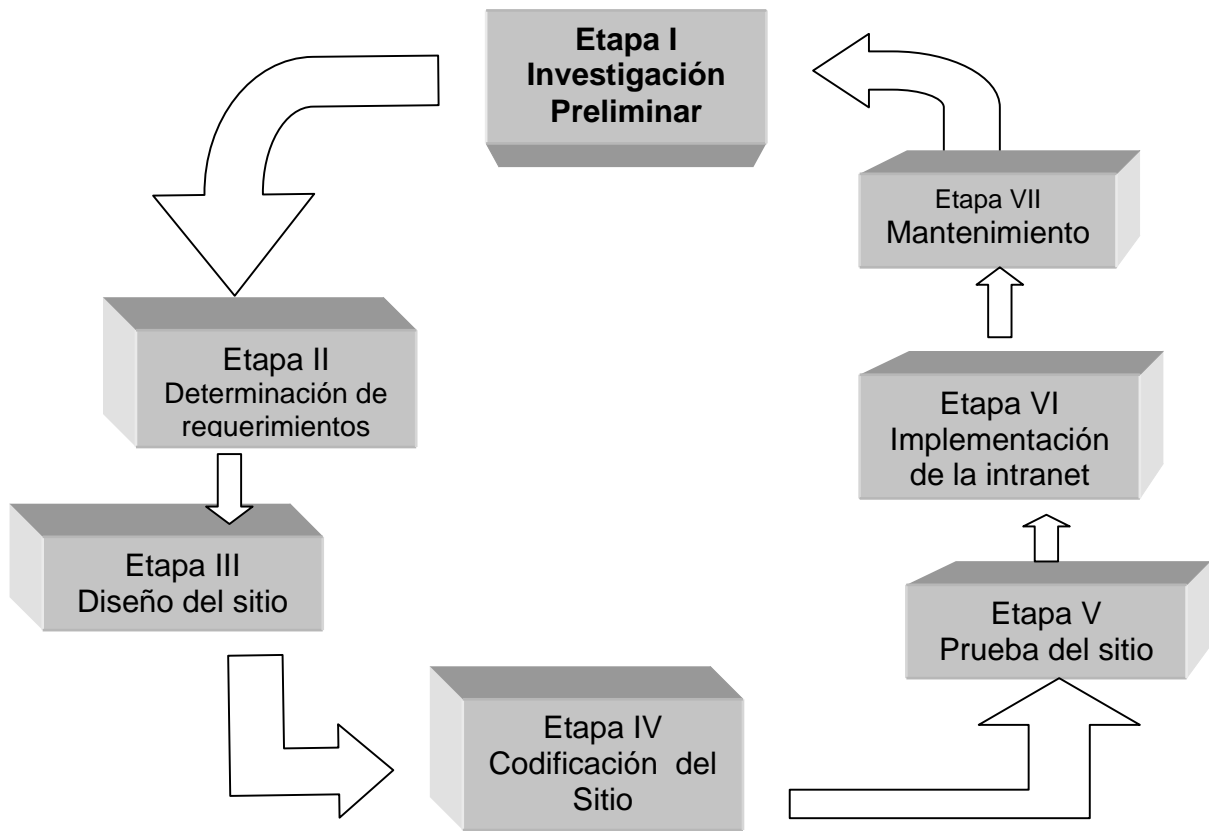 Etapa I
Investigación
Preliminar
Etapa II
Determinación de
requerimientos
Etapa III
Diseño del sitio
Etapa IV
Codificación del
Sitio
Etapa V
Prueba del sitio
Etapa VI
Implementación
de la intranet
Etapa VII
Mantenimiento